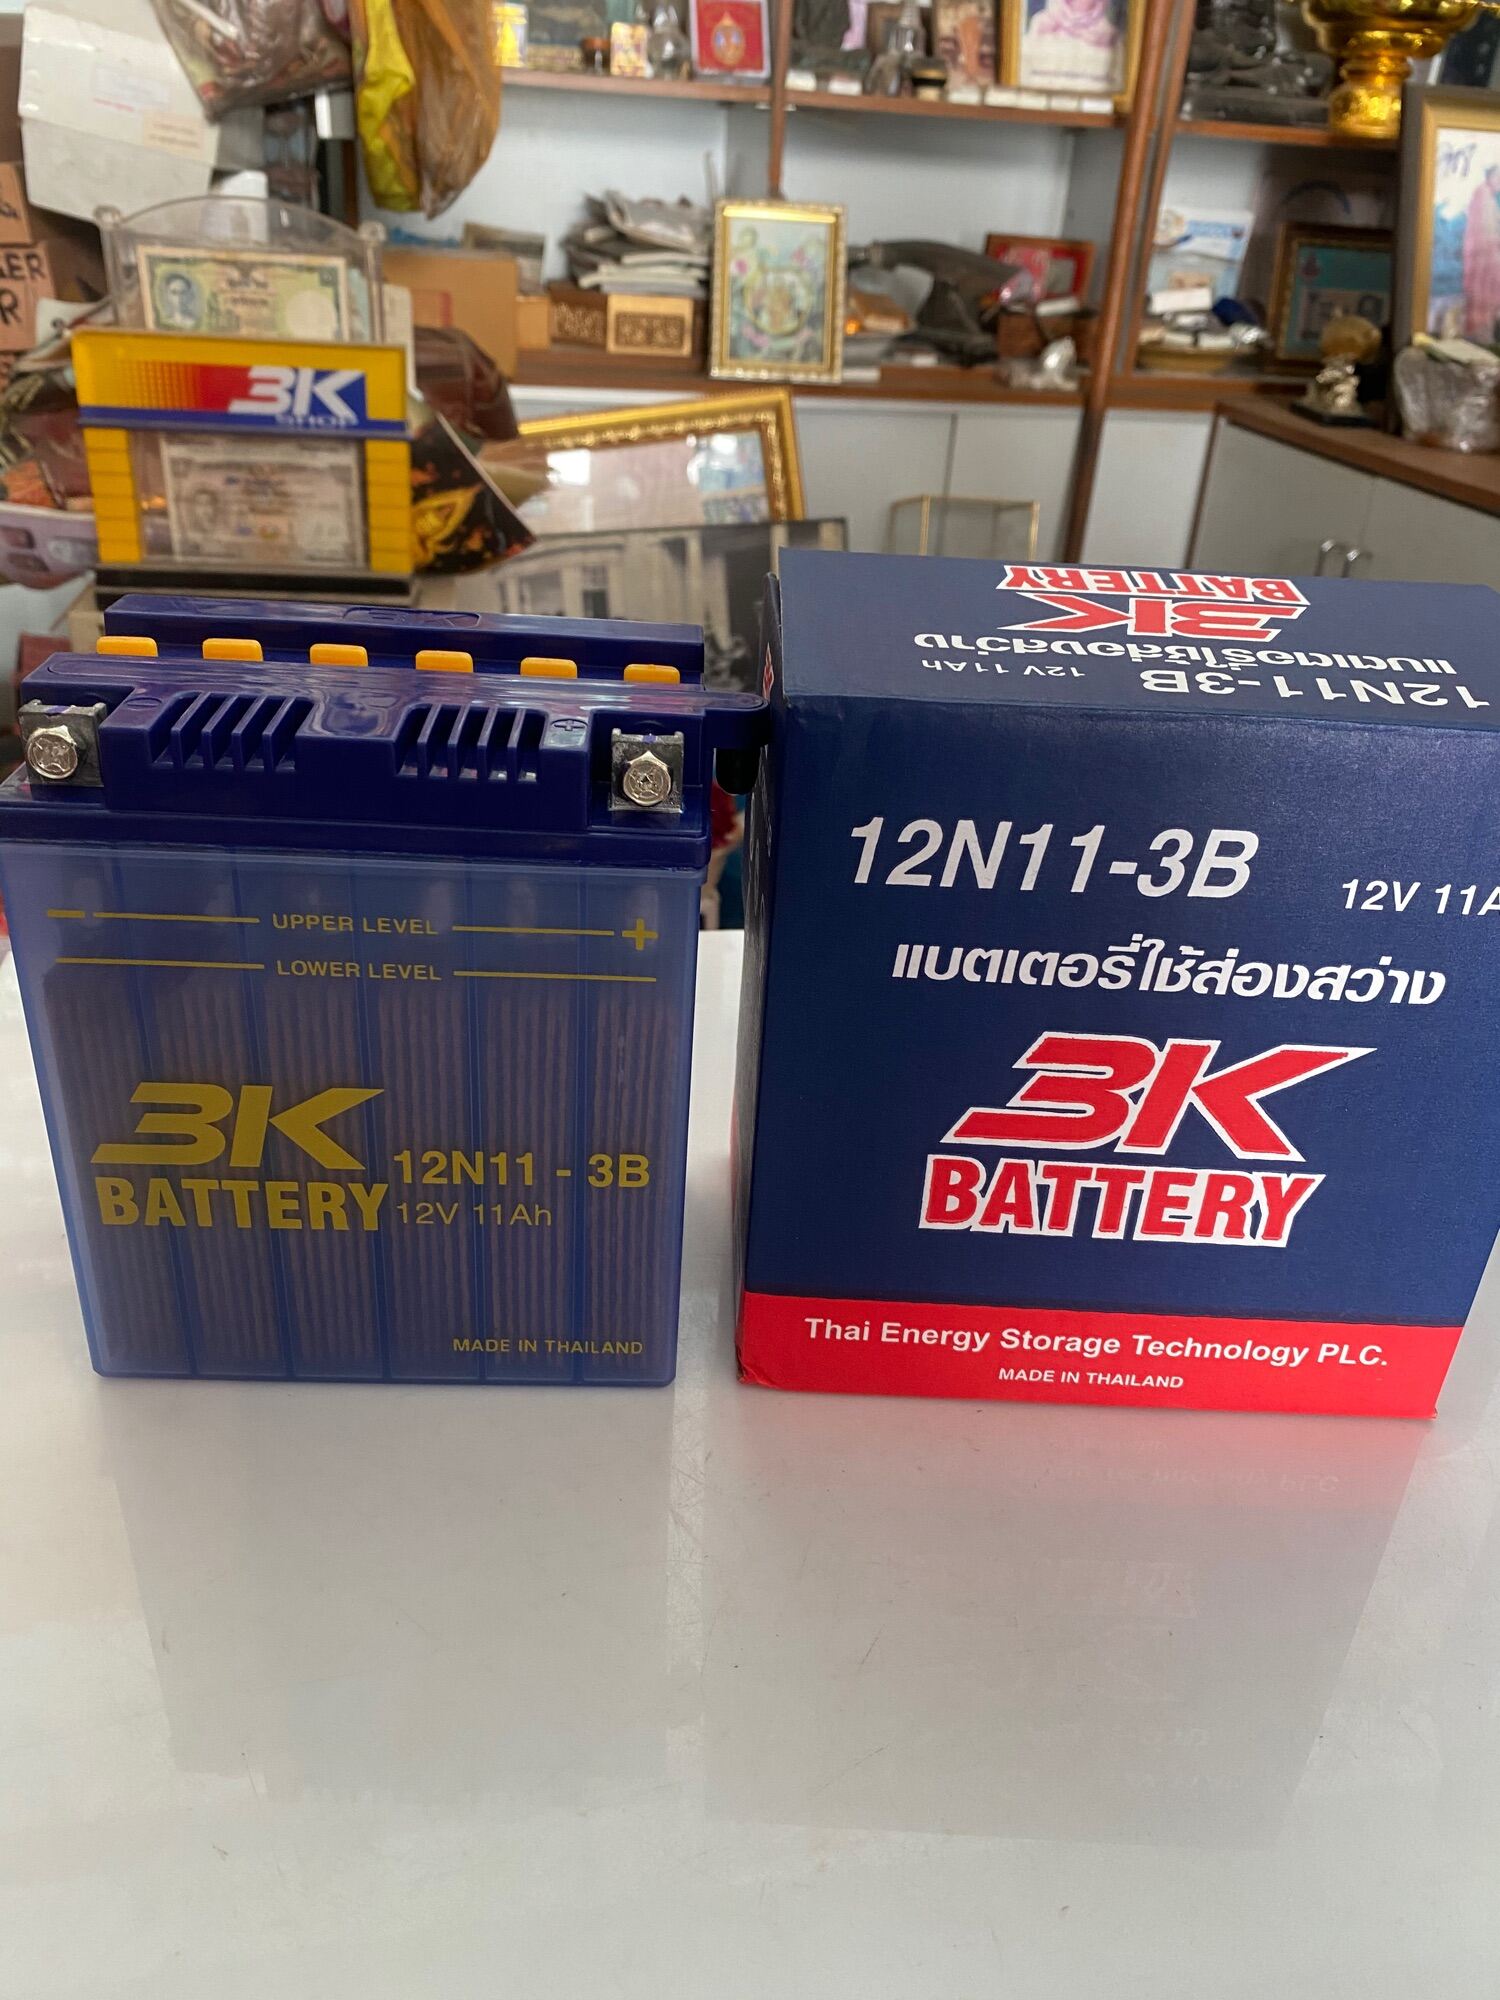 3K
SHOP
ER
R
3K
UPPER LEVEL
LOWER LEVEL
3K
BATTERY
12N11 - 3B
12V 11Ah
MADE IN THAILAND
3K
BATTERY
แบตเตอรี่ใช้ส่องสว่าง
12N11-3B
12V 11Ah
12N11-3B
12V 11A
แบตเตอรี่ใช้ส่องสว่าง
3K
BATTERY
Thai Energy Storage Technology PLC.
MADE IN THAILAND